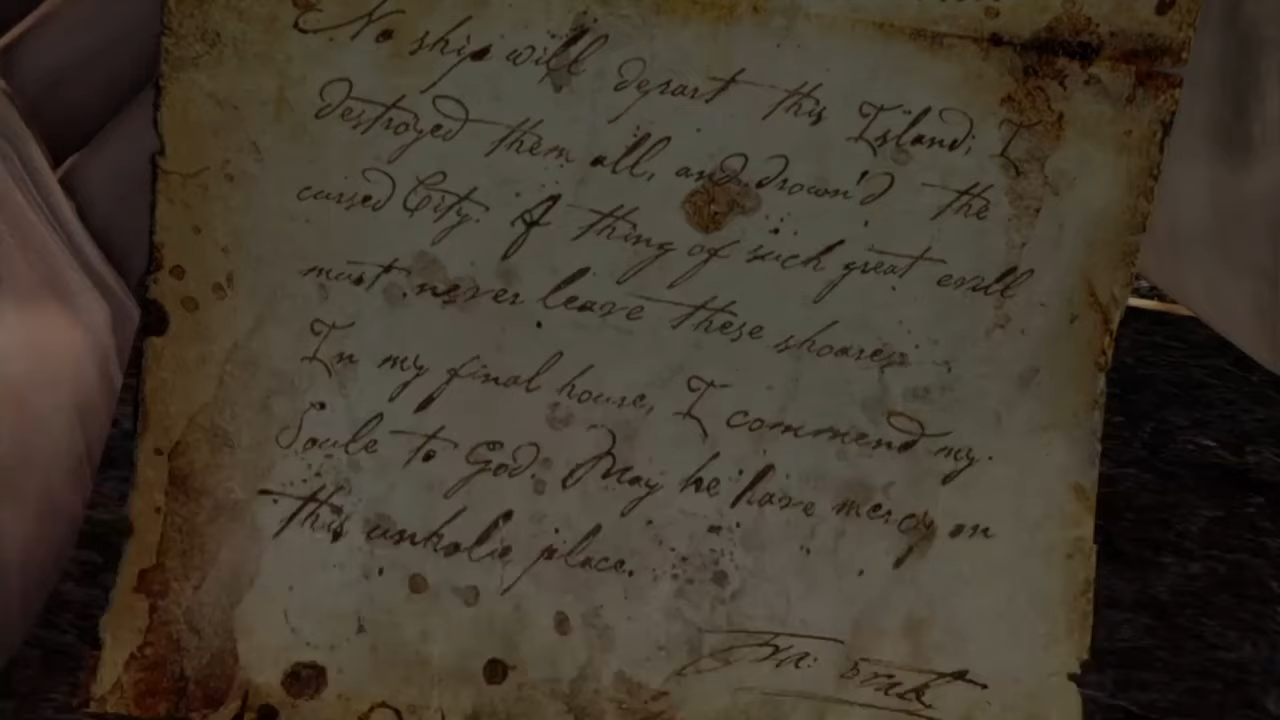 No ship will depart this Island; I
destroyed them all, and drown'd the
cursed City. A thing of such great evill
must never leave these shoares.
In my final house, I commend my
Soule to God. May he have mercy on
this unholie place.
Fra: Drak